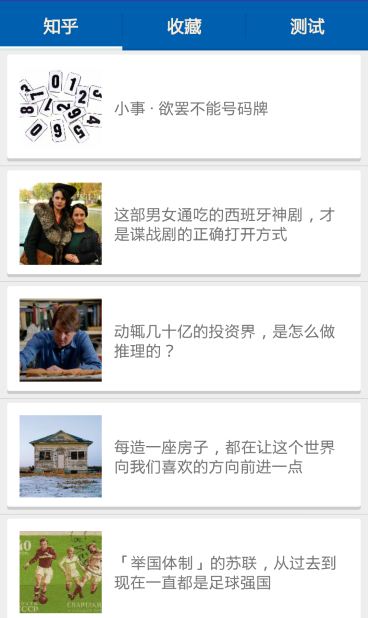 知乎 收藏 测试
小事 · 欲罢不能号码牌
这部男女通吃的西班牙神剧，才
是谍战剧的正确打开方式
动辄几十亿的投资界，是怎么做
推理的？
每造一座房子，都在让这个世界
向我们喜欢的方向前进一点
「举国体制」的苏联，从过去到
现在一直都是足球强国